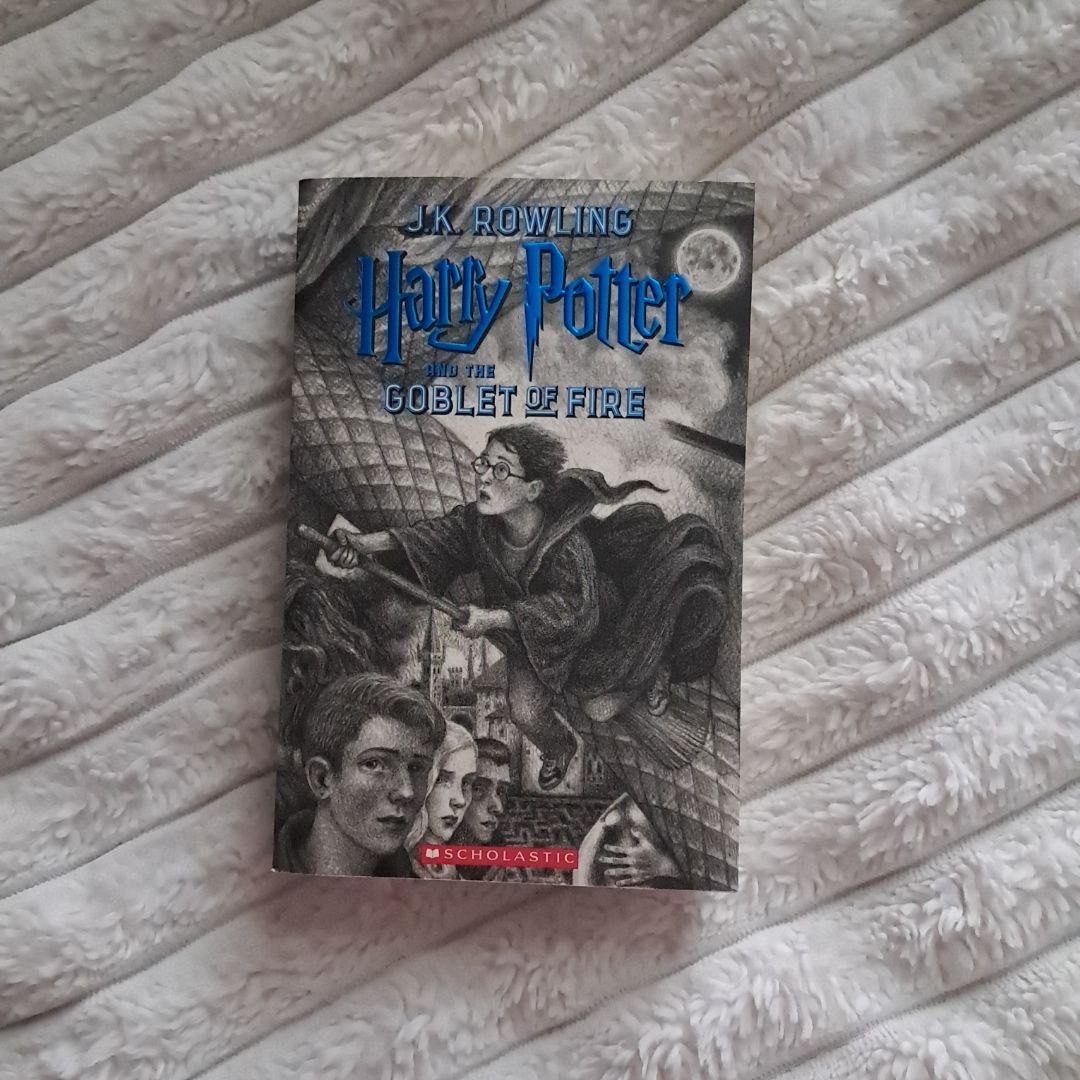 J.K. ROWLING
Harry Potter
AND THE
GOBLET OF FIRE
SCHOLASTIC